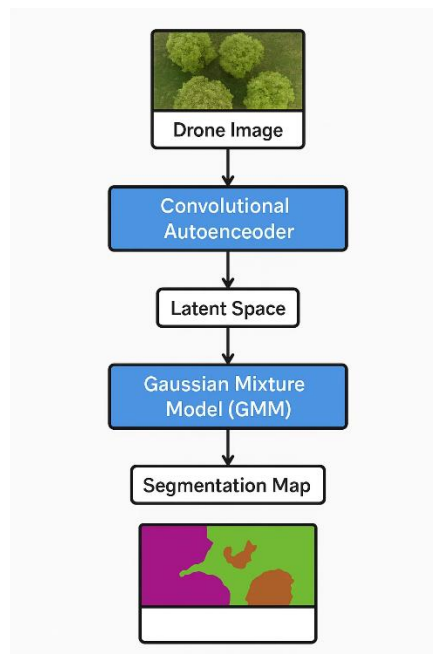 Drone Image
Convolutional
Autoenceoder
Latent Space
Gaussian Mixture
Model (GMM)
Segmentation Map